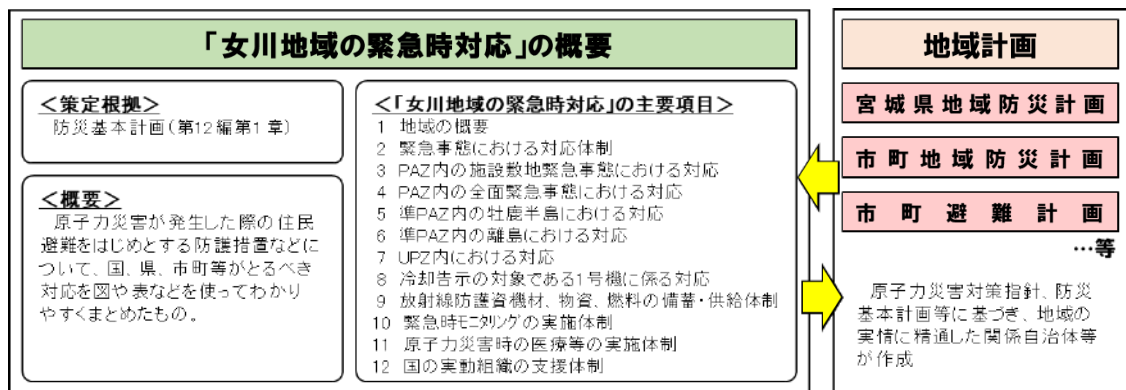 「女川地域の緊急時対応」の概要
＜策定根拠＞
防災基本計画（第12編第1章）
＜概要＞
原子力災害が発生した際の住民
避難をはじめとする防護措置などに
ついて、国、県、市町等がとるべき
対応を図や表などを使ってわかり
やすくまとめたもの。
＜「女川地域の緊急時対応」の主要項目＞
1 地域の概要
2 緊急事態における対応体制
3 PAZ内の施設敷地緊急事態における対応
4 PAZ内の全面緊急事態における対応
5 準PAZ内の牡鹿半島における対応
6 準PAZ内の離島における対応
7 UPZ内における対応
8 冷却告示の対象である1号機に係る対応
9 放射線防護資機材、物資、燃料の備蓄・供給体制
10 緊急時モニタリングの実施体制
11 原子力災害時の医療等の実施体制
12 国の実動組織の支援体制
地域計画
宮城県地域防災計画
市町地域防災計画
市町避難計画
…等
原子力災害対策指針、防災
基本計画等に基づき、地域の
実情に精通した関係自治体等
が作成